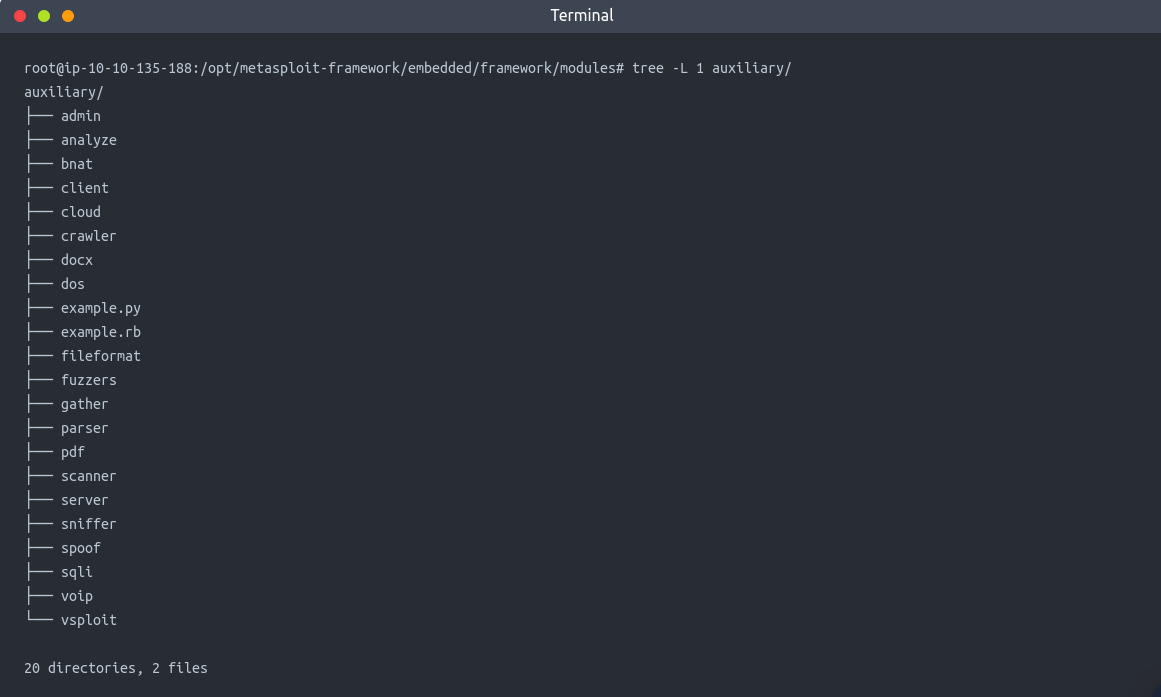 Terminal
root@ip-10-10-135-188:/opt/metasploit-framework/embedded/framework/modules# tree -L 1 auxiliary/
auxiliary/
├── admin
├── analyze
├── bnat
├── client
├── cloud
├── crawler
├── docx
├── dos
├── example.py
├── example.rb
├── fileformat
├── fuzzers
├── gather
├── parser
├── pdf
├── scanner
├── server
├── sniffer
├── spoof
├── sqli
├── voip
└── vsploit
20 directories, 2 files